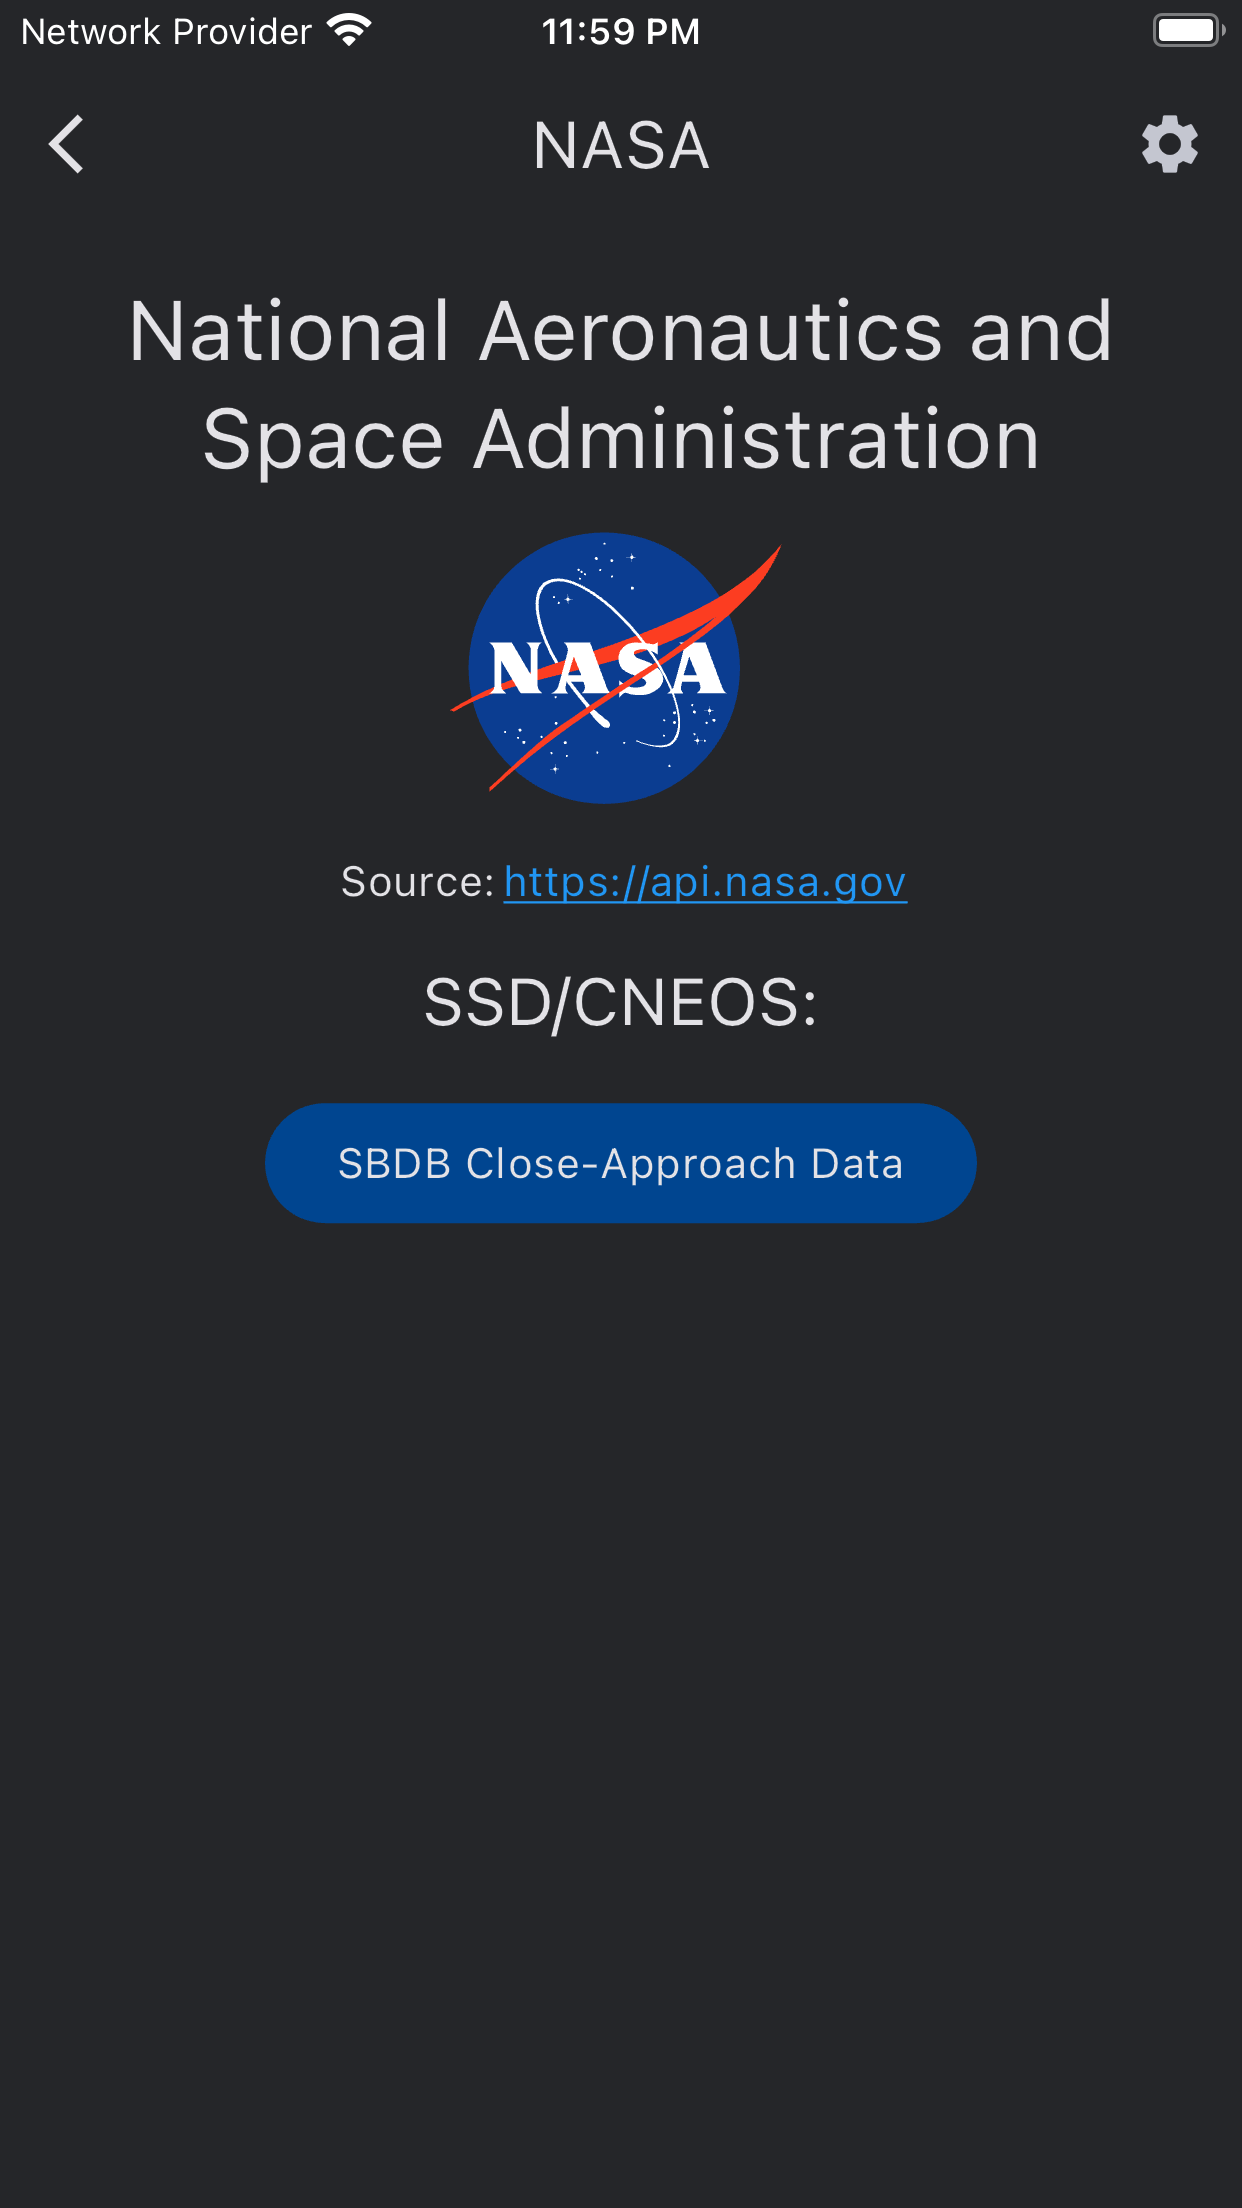 Network Provider 11:59 PM
NASA
National Aeronautics and
Space Administration
NASA
Source: https://api.nasa.gov
SSD/CNEOS:
SBDB Close-Approach Data